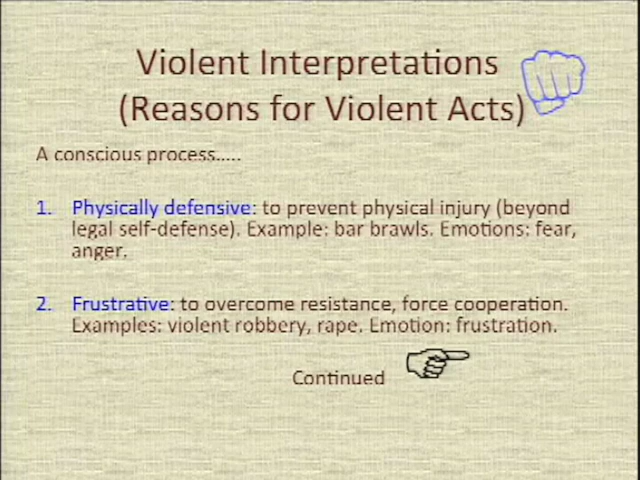 Violent Interpretations
(Reasons for Violent Acts)
A conscious process.....
1. Physically defensive: to prevent physical injury (beyond
legal self-defense). Example: bar brawls. Emotions: fear,
anger.
2. Frustrative: to overcome resistance, force cooperation.
Examples: violent robbery, rape. Emotion: frustration.
Continued